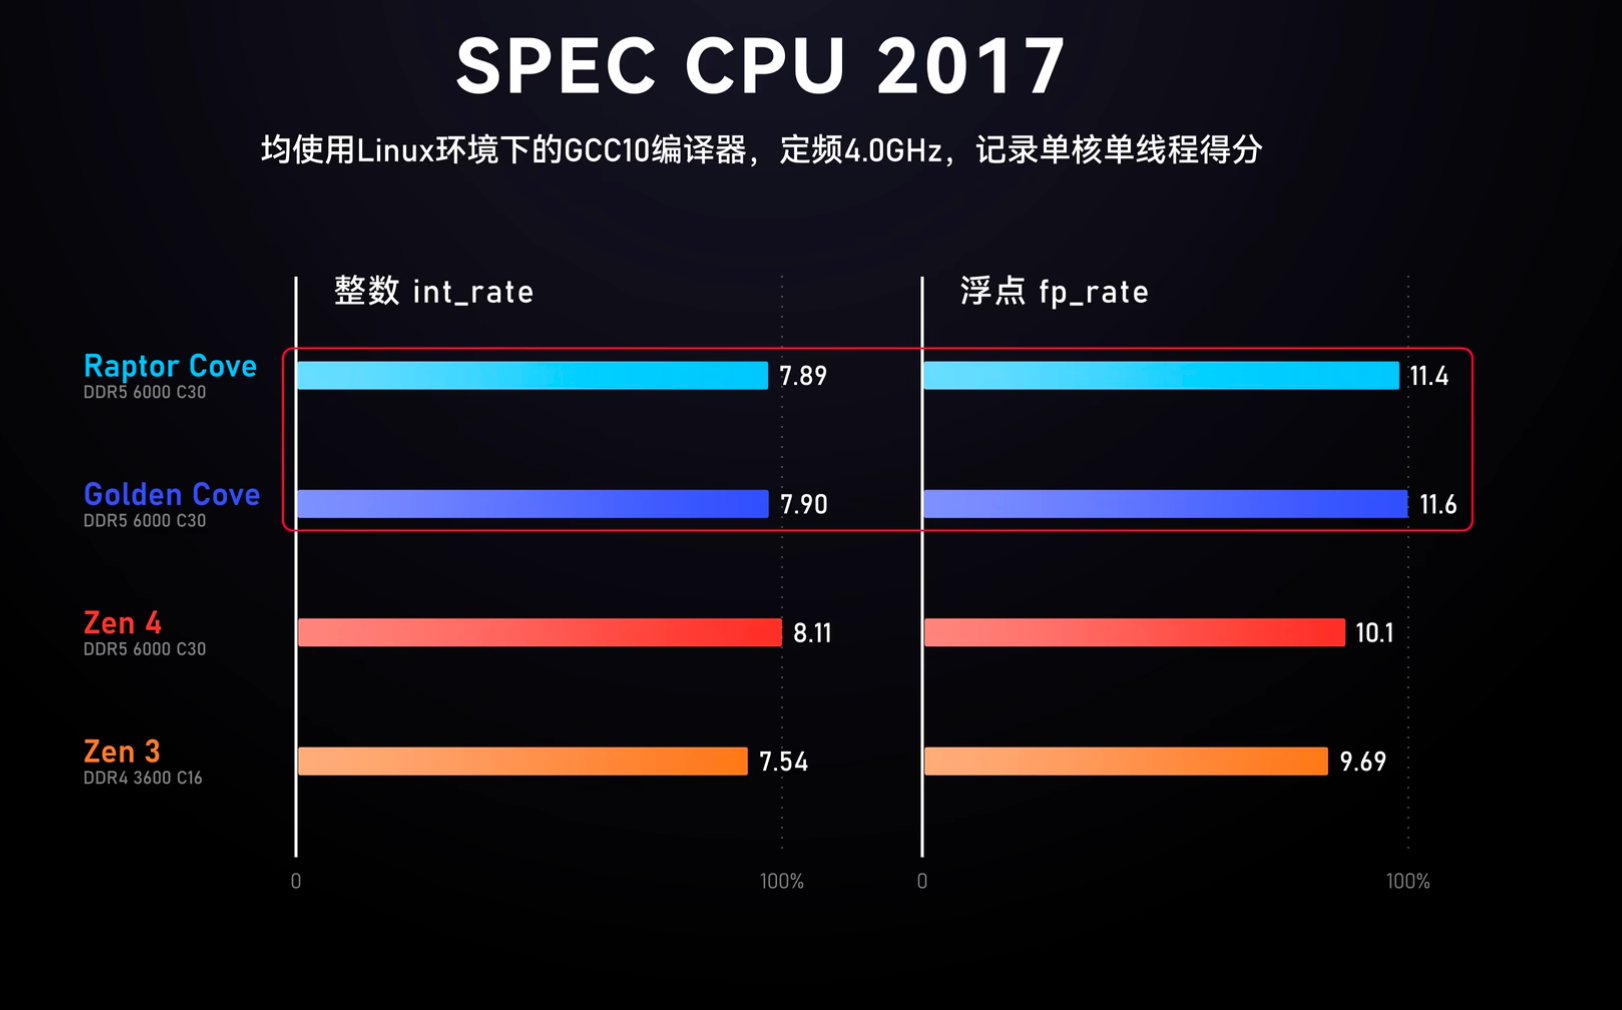 SPEC CPU 2017
均使用Linux环境下的GCC10编译器，定频4.0GHz，记录单核单线程得分
整数 int_rate
浮点 fp_rate
Raptor Cove
DDR5 6000 C30
7.89
11.4
Golden Cove
DDR5 6000 C30
7.90
11.6
Zen 4
DDR5 6000 C30
8.11
10.1
Zen 3
DDR4 3600 C16
7.54
9.69
0
100%
0
100%